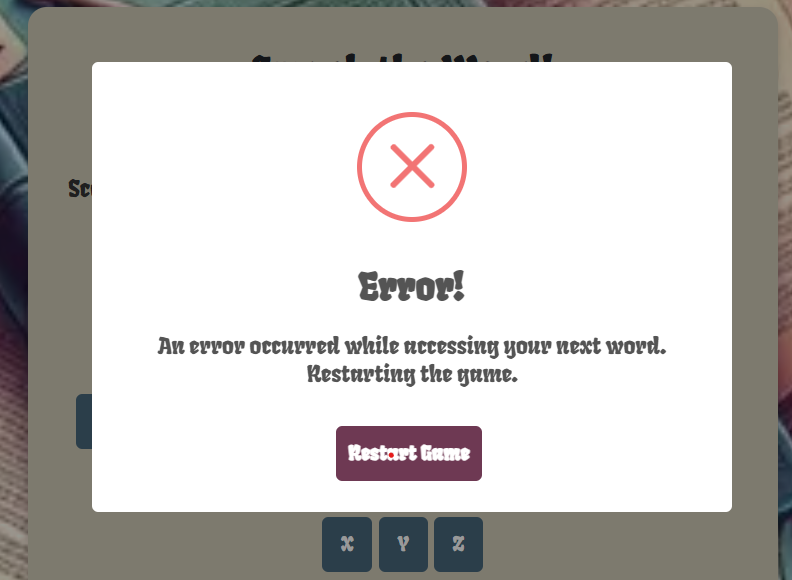 Error!
An error occurred while accessing your next word.
Restarting the game.
Restart Game
X Y Z